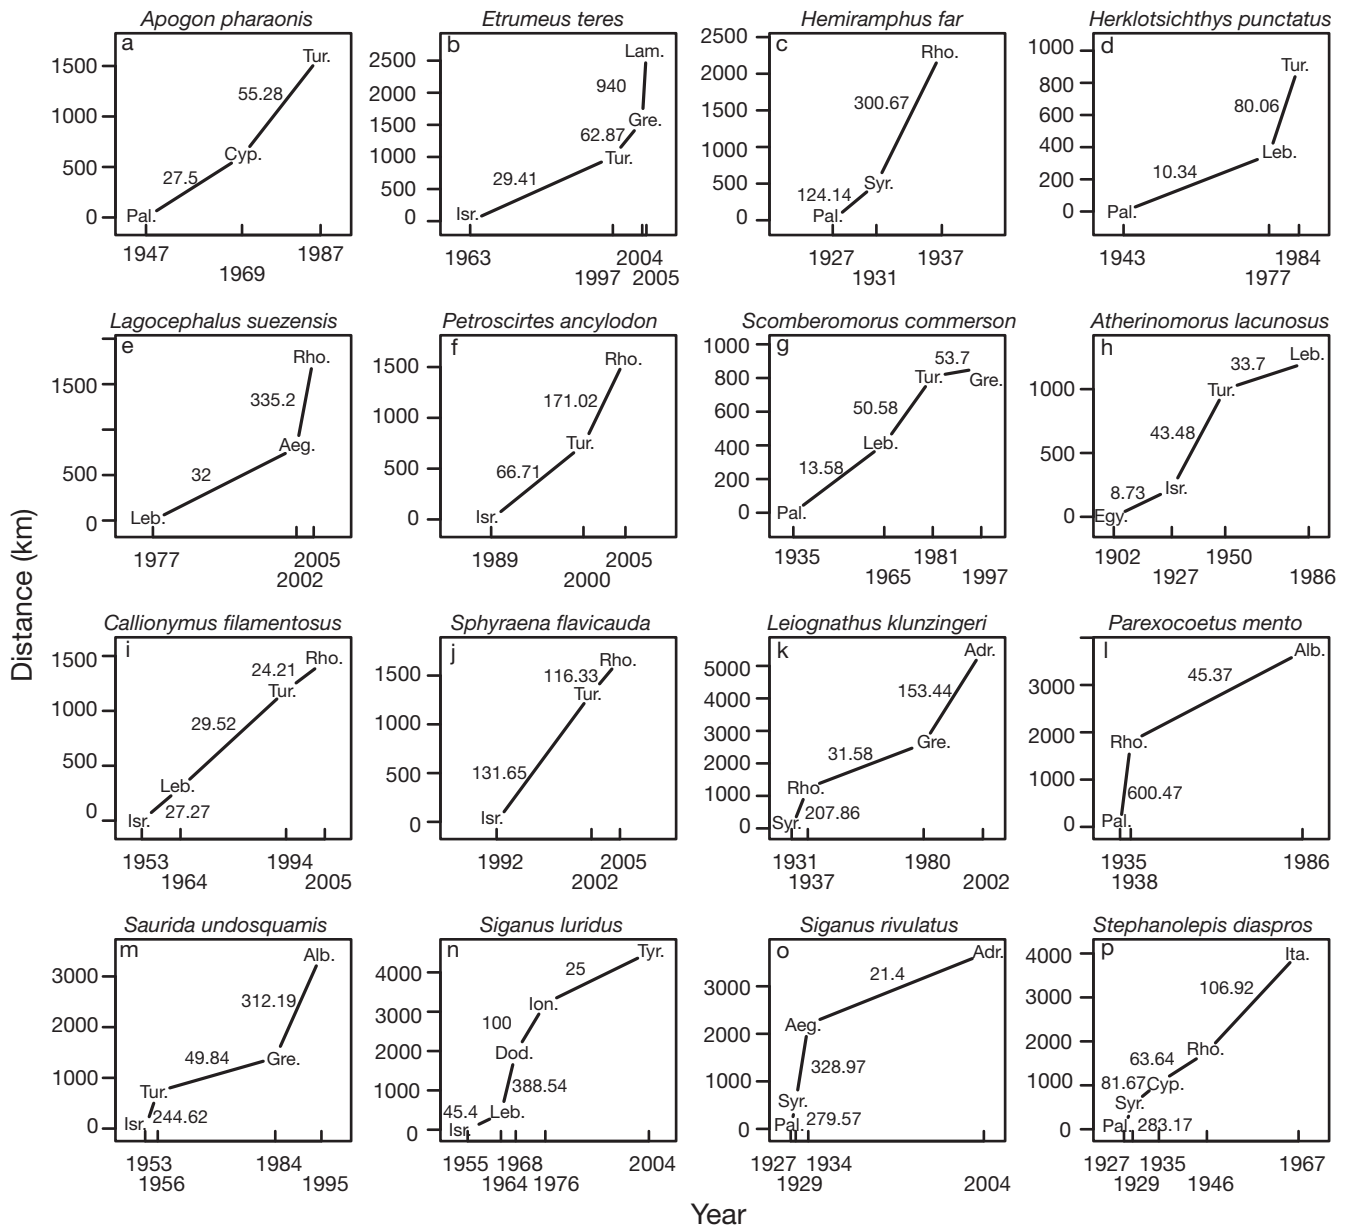 Apogon pharaonis
Etrumeus teres
Hemiramphus far
Herklotsichthys punctatus
a
1500
1000
500
0
Tur.
55.28
Cyp.
27.5
Pal.
1947
1987
1969
b
2500
2000
1500
1000
500
0
Lam.
940
Gre.
62.87
Tur.
29.41
Isr.
1963
2004
1997
2005
c
2500
2000
1500
1000
500
0
Rho.
300.67
Syr.
124.14
Pal.
1927
1937
1931
d
1000
800
600
400
200
0
Tur.
80.06
Leb.
10.34
Pal.
1943
1984
1977
Lagocephalus suezensis
Petroscirtes ancylodon
Scomberomorus commerson
Atherinomorus lacunosus
e
1500
500
0
Rho.
335.2
Aeg.
32
Leb.
1977
2005
2002
f
1500
1000
500
0
Rho.
171.02
Tur.
66.71
Isr.
1989
2005
2000
g
1000
800
600
400
200
0
53.7
Tur.
Gre.
50.58
Leb.
13.58
Pal.
1935
1981
1965
1997
h
1000
500
0
Leb.
33.7
Tur.
43.48
Isr.
8.73
Egy.
1902
1950
1927
1986
Distance (km)
Callionymus filamentosus
Sphyraena flavicauda
Leiognathus klunzingeri
Parexocoetus mento
i
1500
1000
500
0
Rho.
24.21
Tur.
29.52
Leb.
27.27
Isr.
1953
1994
1964
2005
j
1500
1000
500
0
Rho.
116.33
Tur.
131.65
Isr.
1992
2005
2002
k
5000
4000
3000
2000
1000
0
Adr.
153.44
Gre.
31.58
Rho.
207.86
Syr.
1931
1980
1937
2002
l
3000
2000
1000
0
Alb.
45.37
Rho.
600.47
Pal.
1935
1986
1938
Saurida undosquamis
Siganus luridus
Siganus rivulatus
Stephanolepis diaspros
m
3000
2000
1000
0
Alb.
312.19
Gre.
49.84
Tur.
244.62
Isr.
1953
1984
1956
1995
n
4000
3000
2000
1000
0
Tyr.
25
Ion.
100
Dod.
388.54
Leb.
45.4
Isr.
1955
1968
2004
1964
1976
o
3000
2000
1000
0
Adr.
21.4
Aeg.
328.97
Syr.
279.57
Pal.
1927
1934
1929
2004
p
4000
3000
2000
1000
0
Ita.
106.92
Rho.
63.64
Cyp.
81.67
Syr.
283.17
Pal.
1927
1935
1967
1929
1946
Year